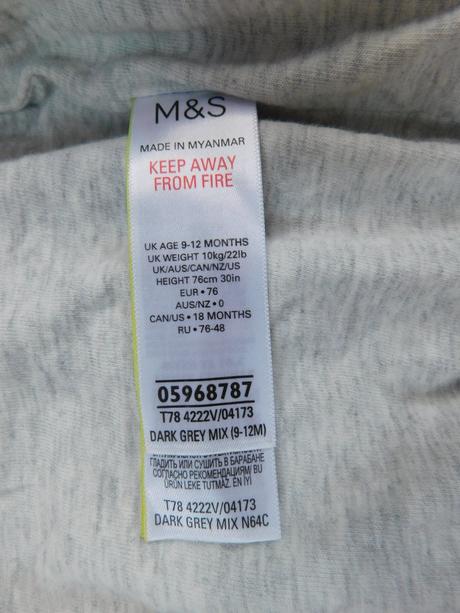 M&S
MADE IN MYANMAR
KEEP AWAY
FROM FIRE
UK AGE 9-12 MONTHS
UK WEIGHT 10kg/22lb
UK/AUS/CAN/NZ/US
HEIGHT 76cm 30in
EUR • 76
AUS/NZ • 0
CAN/US • 18 MONTHS
RU • 76-48
05968787
T78 4222V/04173
DARK GREY MIX (9-12M)
ГЛАДИТЬ ИЛИ СУШИТЬ В БАРАБАНЕ
СОГЛАСНО РЕКОМЕНДАЦИЯМ/ BU
ÜRÜN LEKE TUTMAZ. EN İYİ
T78 4222V/04173
DARK GREY MIX N64C